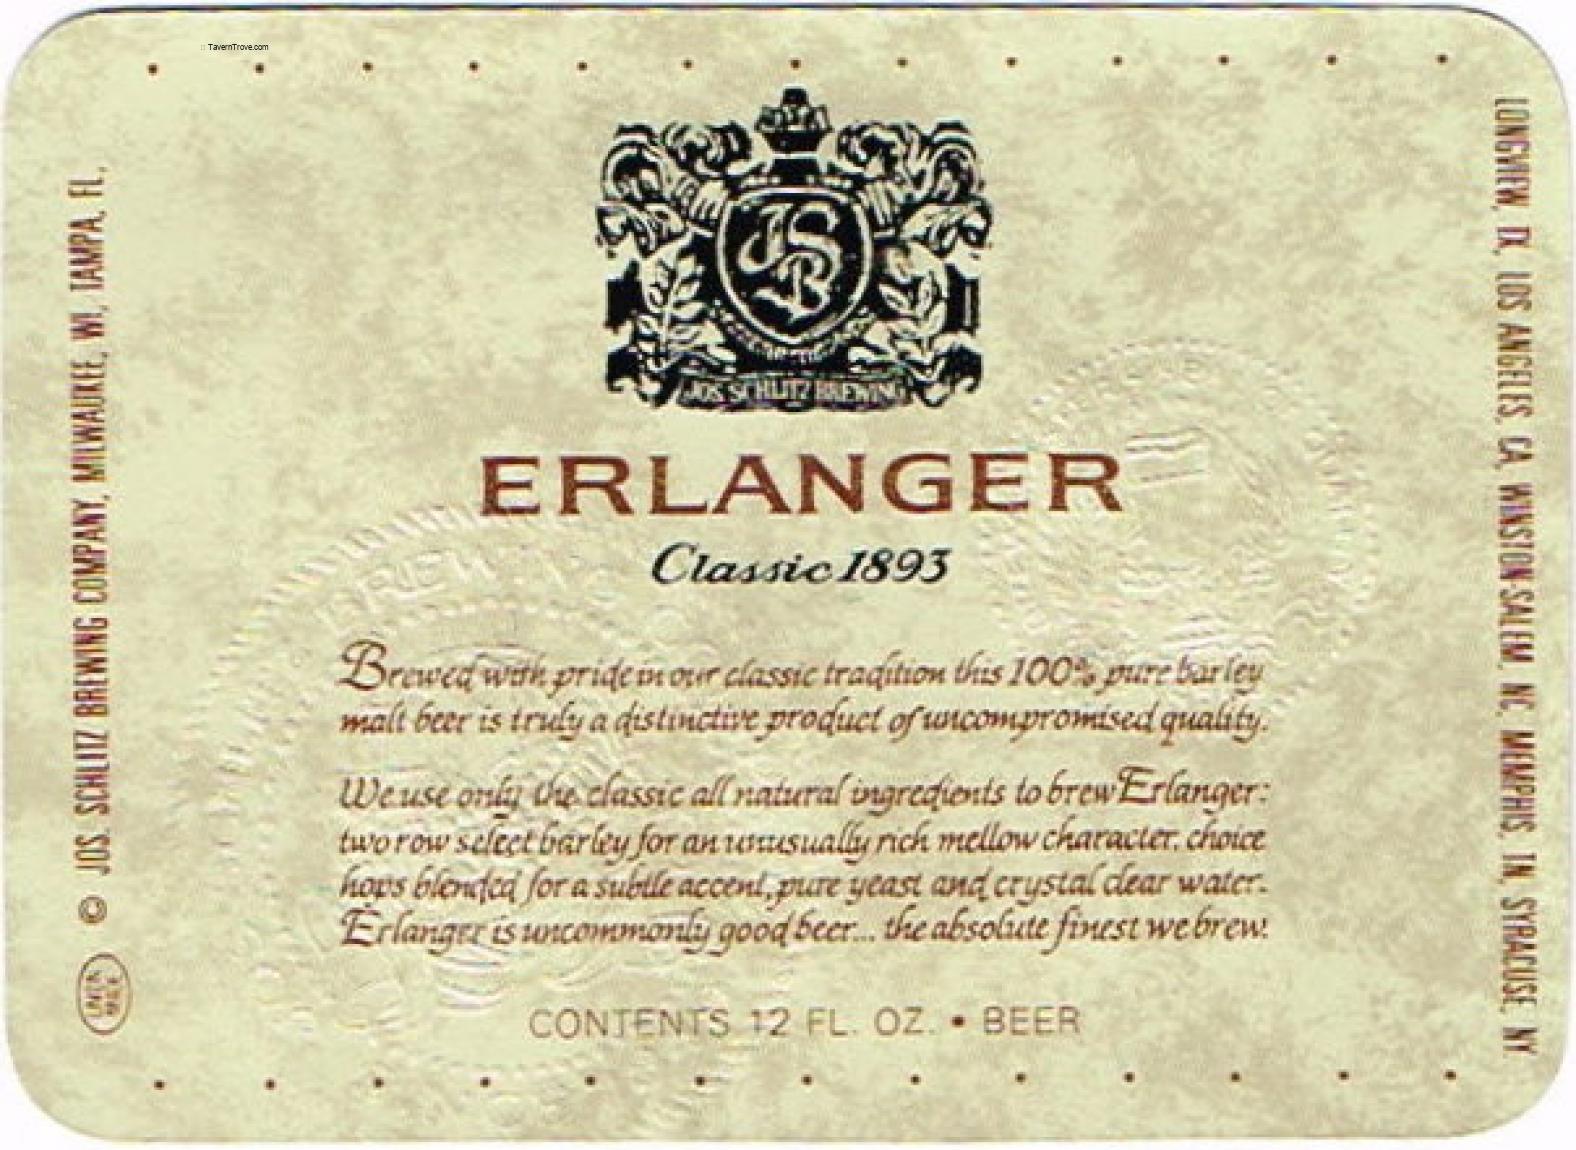 :: TavernTrove.com
JSB
JOS. SCHLITZ BREWING
ERLANGER
Classic 1893
Brewed with pride in our classic tradition this 100% pure barley
malt beer is truly a distinctive product of uncompromised quality.
We use only the classic all natural ingredients to brew Erlanger:
two row select barley for an unusually rich mellow character, choice
hops blended for a subtle accent, pure yeast and crystal clear water.
Erlanger is uncommonly good beer... the absolute finest we brew.
CONTENTS 12 FL. OZ. • BEER
© JOS. SCHLITZ BREWING COMPANY, MILWAUKEE, WI., TAMPA, FL.,
LONGVIEW, TX., LOS ANGELES, CA., WINSTON-SALEM, NC, MEMPHIS, TN, SYRACUSE, NY.